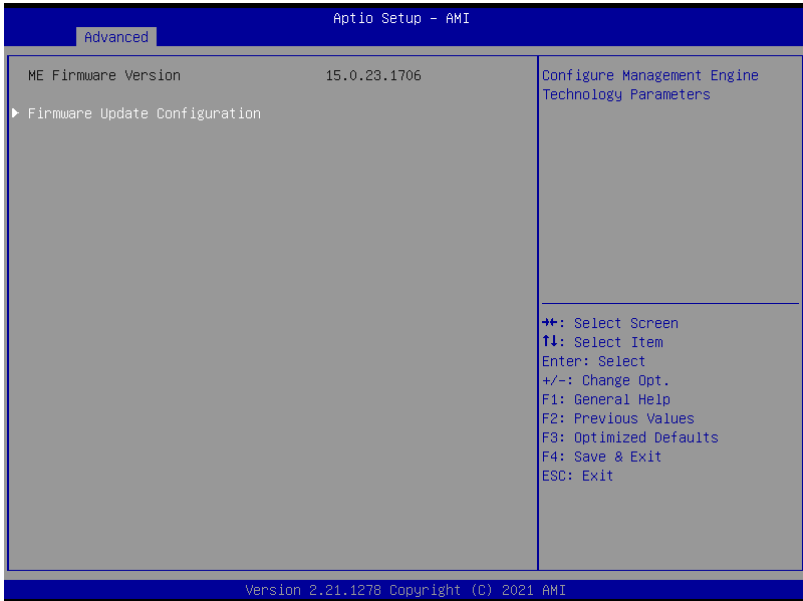 Aptio Setup – AMI
Advanced
ME Firmware Version 15.0.23.1706
Firmware Update Configuration
Configure Management Engine
Technology Parameters
→←: Select Screen
↑↓: Select Item
Enter: Select
+/-: Change Opt.
F1: General Help
F2: Previous Values
F3: Optimized Defaults
F4: Save & Exit
ESC: Exit
Version 2.21.1278 Copyright (C) 2021 AMI